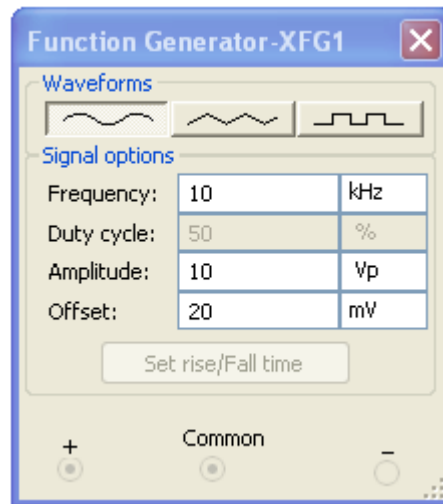 Function Generator-XFG1
Waveforms
Signal options
Frequency: 10 kHz
Duty cycle: 50 %
Amplitude: 10 Vp
Offset: 20 mV
Set rise/Fall time
+ Common –